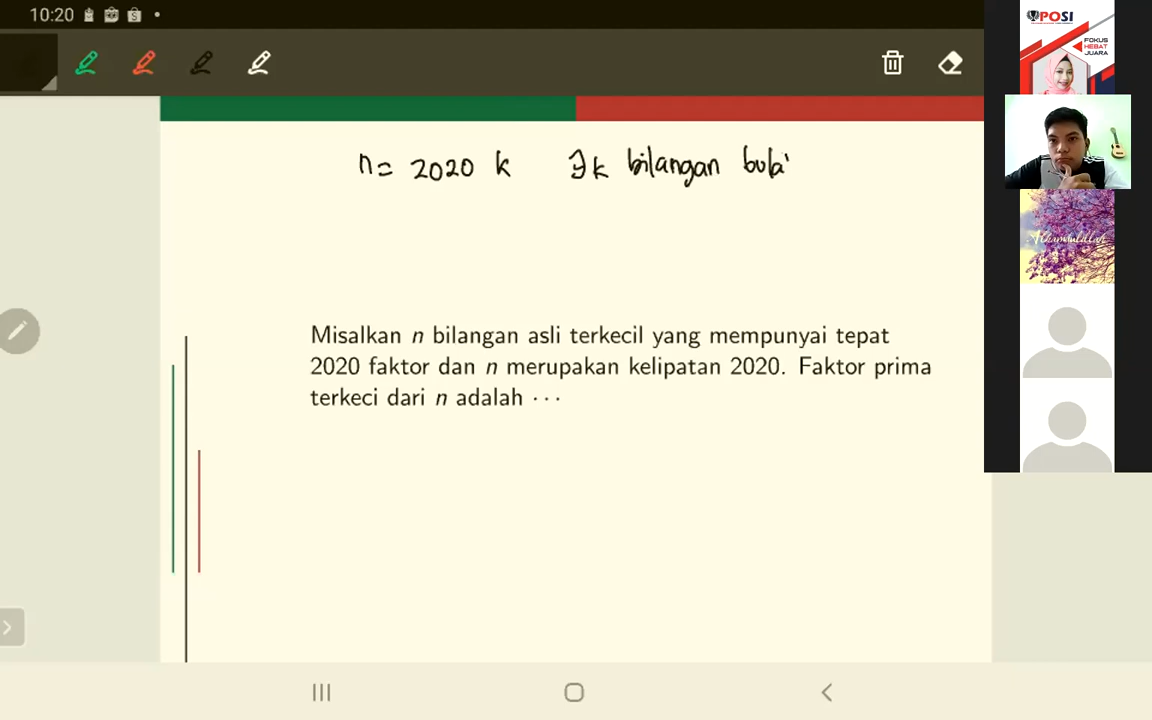 10:20
POSI
FOKUS
HEBAT
JUARA
n = 2020 k ∃k bilangan bula
Alhamdulillah
Misalkan n bilangan asli terkecil yang mempunyai tepat
2020 faktor dan n merupakan kelipatan 2020. Faktor prima
terkeci dari n adalah ···